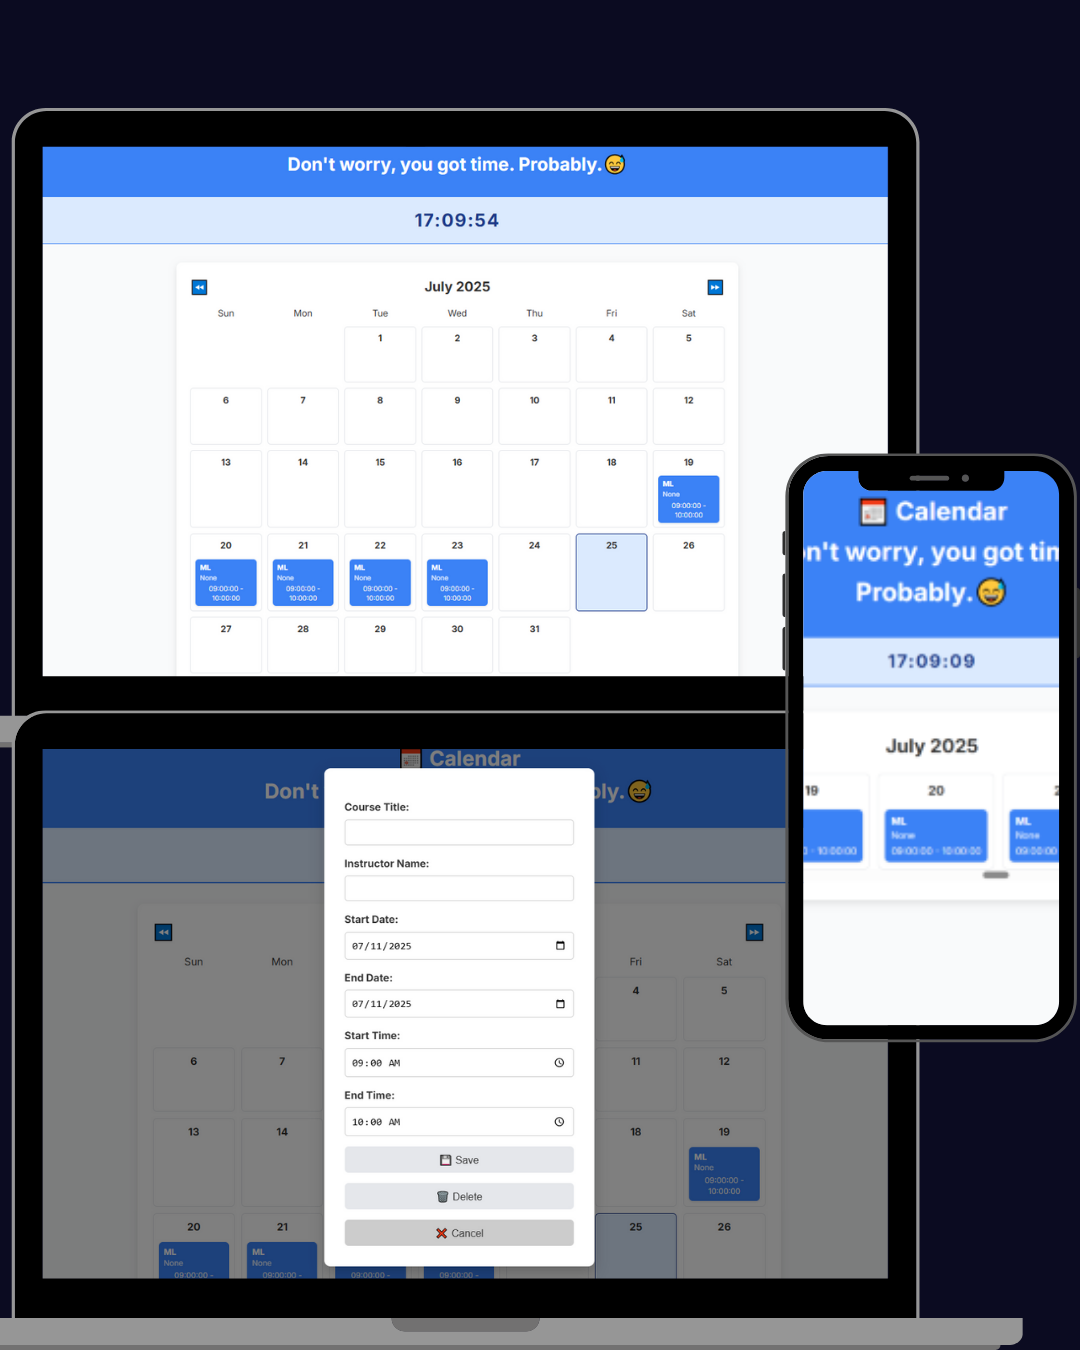 Don't worry, you got time. Probably.😅
17:09:54
July 2025
Sun Mon Tue Wed Thu Fri Sat
1 2 3 4 5
6 7 8 9 10 11 12
13 14 15 16 17 18 19
ML
None
09:00:00 -
10:00:00
20 21 22 23 24 25 26
ML ML ML ML
None None None None
09:00:00 - 09:00:00 - 09:00:00 - 09:00:00 -
10:00:00 10:00:00 10:00:00 10:00:00
27 28 29 30 31
Calendar
n't worry, you got tim
Probably.😅
17:09:09
July 2025
19 20 2
ML ML
None None
0 - 10:00:00 09:00:00 - 10:00:00 09:00:00
Calendar
Don't bly.😅
Sun Mon Fri Sat
4 5
6 7 11 12
13 14 18 19
ML
None
09:00:00 -
10:00:00
20 21 25 26
ML ML
None None
09:00:00 - 09:00:00 - 09:00:00 - 09:00:00 -
Course Title:
Instructor Name:
Start Date:
07/11/2025
End Date:
07/11/2025
Start Time:
09:00 AM
End Time:
10:00 AM
Save
Delete
Cancel